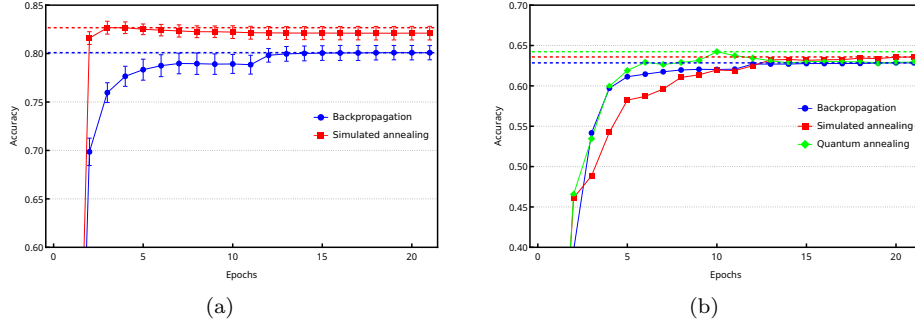 0.85
0.80
0.75
0.70
0.65
0.60
Accuracy
Backpropagation
Simulated annealing
0 5 10 15 20
Epochs
(a)
0.70
0.65
0.60
0.55
0.50
0.45
0.40
Accuracy
Backpropagation
Simulated annealing
Quantum annealing
0 5 10 15 20
Epochs
(b)